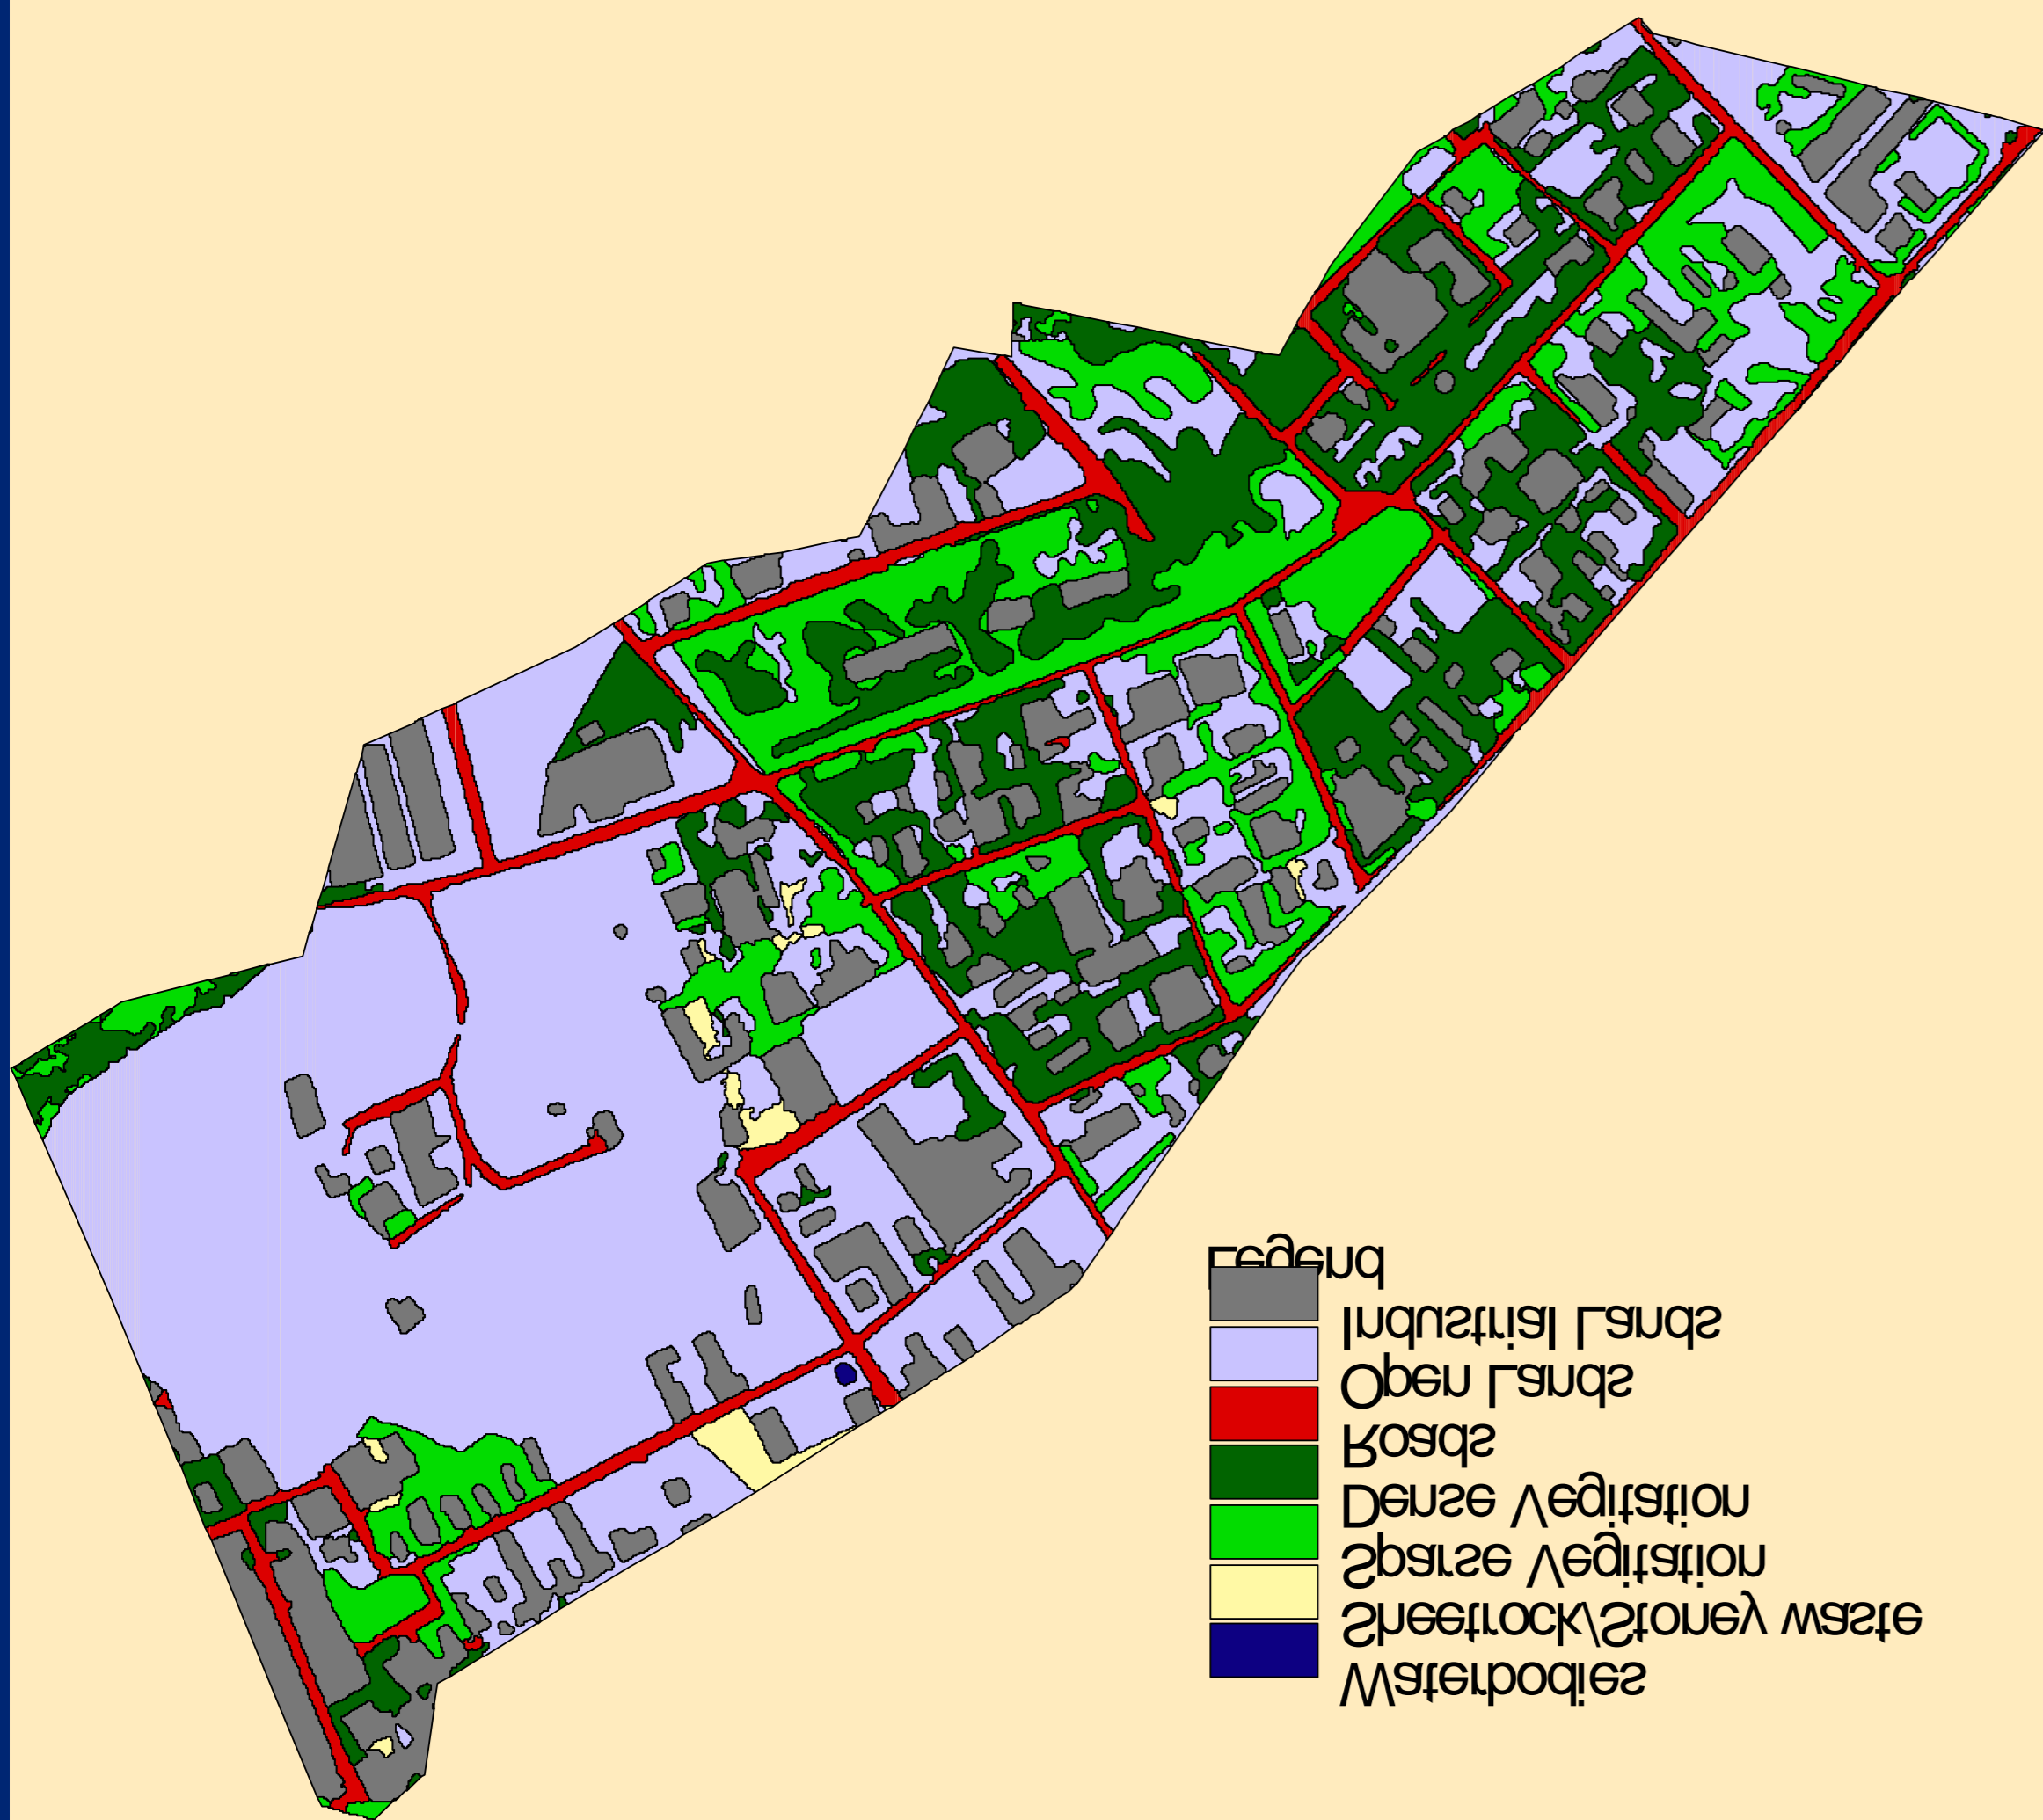 Legend
Industrial Lands
Open Lands
Roads
Dense Vegitation
Sparse Vegitation
Sheetrock/Stoney waste
Waterbodies